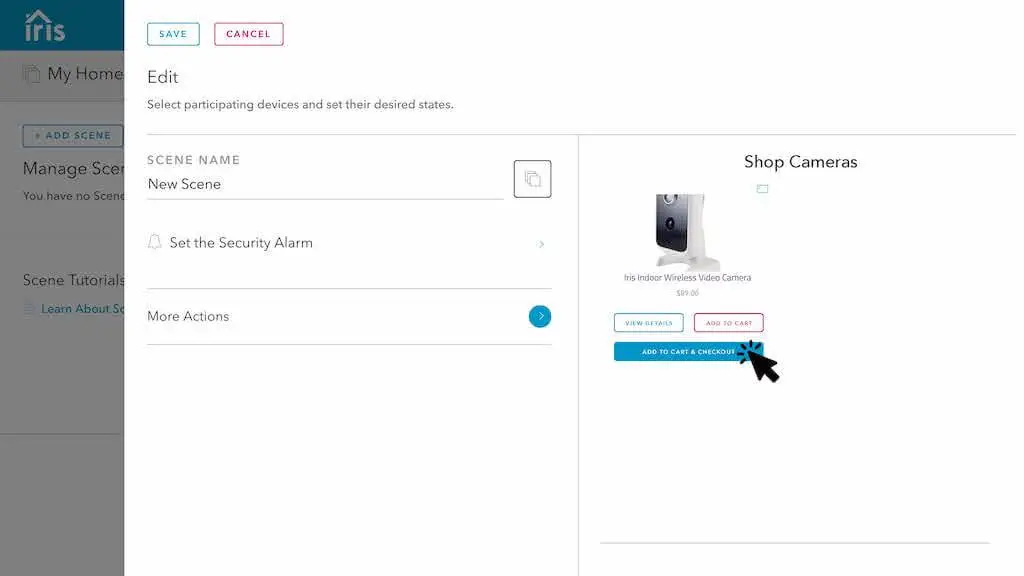 iris
SAVE
CANCEL
My Home
Edit
Select participating devices and set their desired states.
+ ADD SCENE
Manage Scen
You have no Scene
Scene Tutorials
Learn About Sc
SCENE NAME
New Scene
Set the Security Alarm
More Actions
Shop Cameras
Iris Indoor Wireless Video Camera
$89.00
VIEW DETAILS
ADD TO CART
ADD TO CART & CHECKOUT